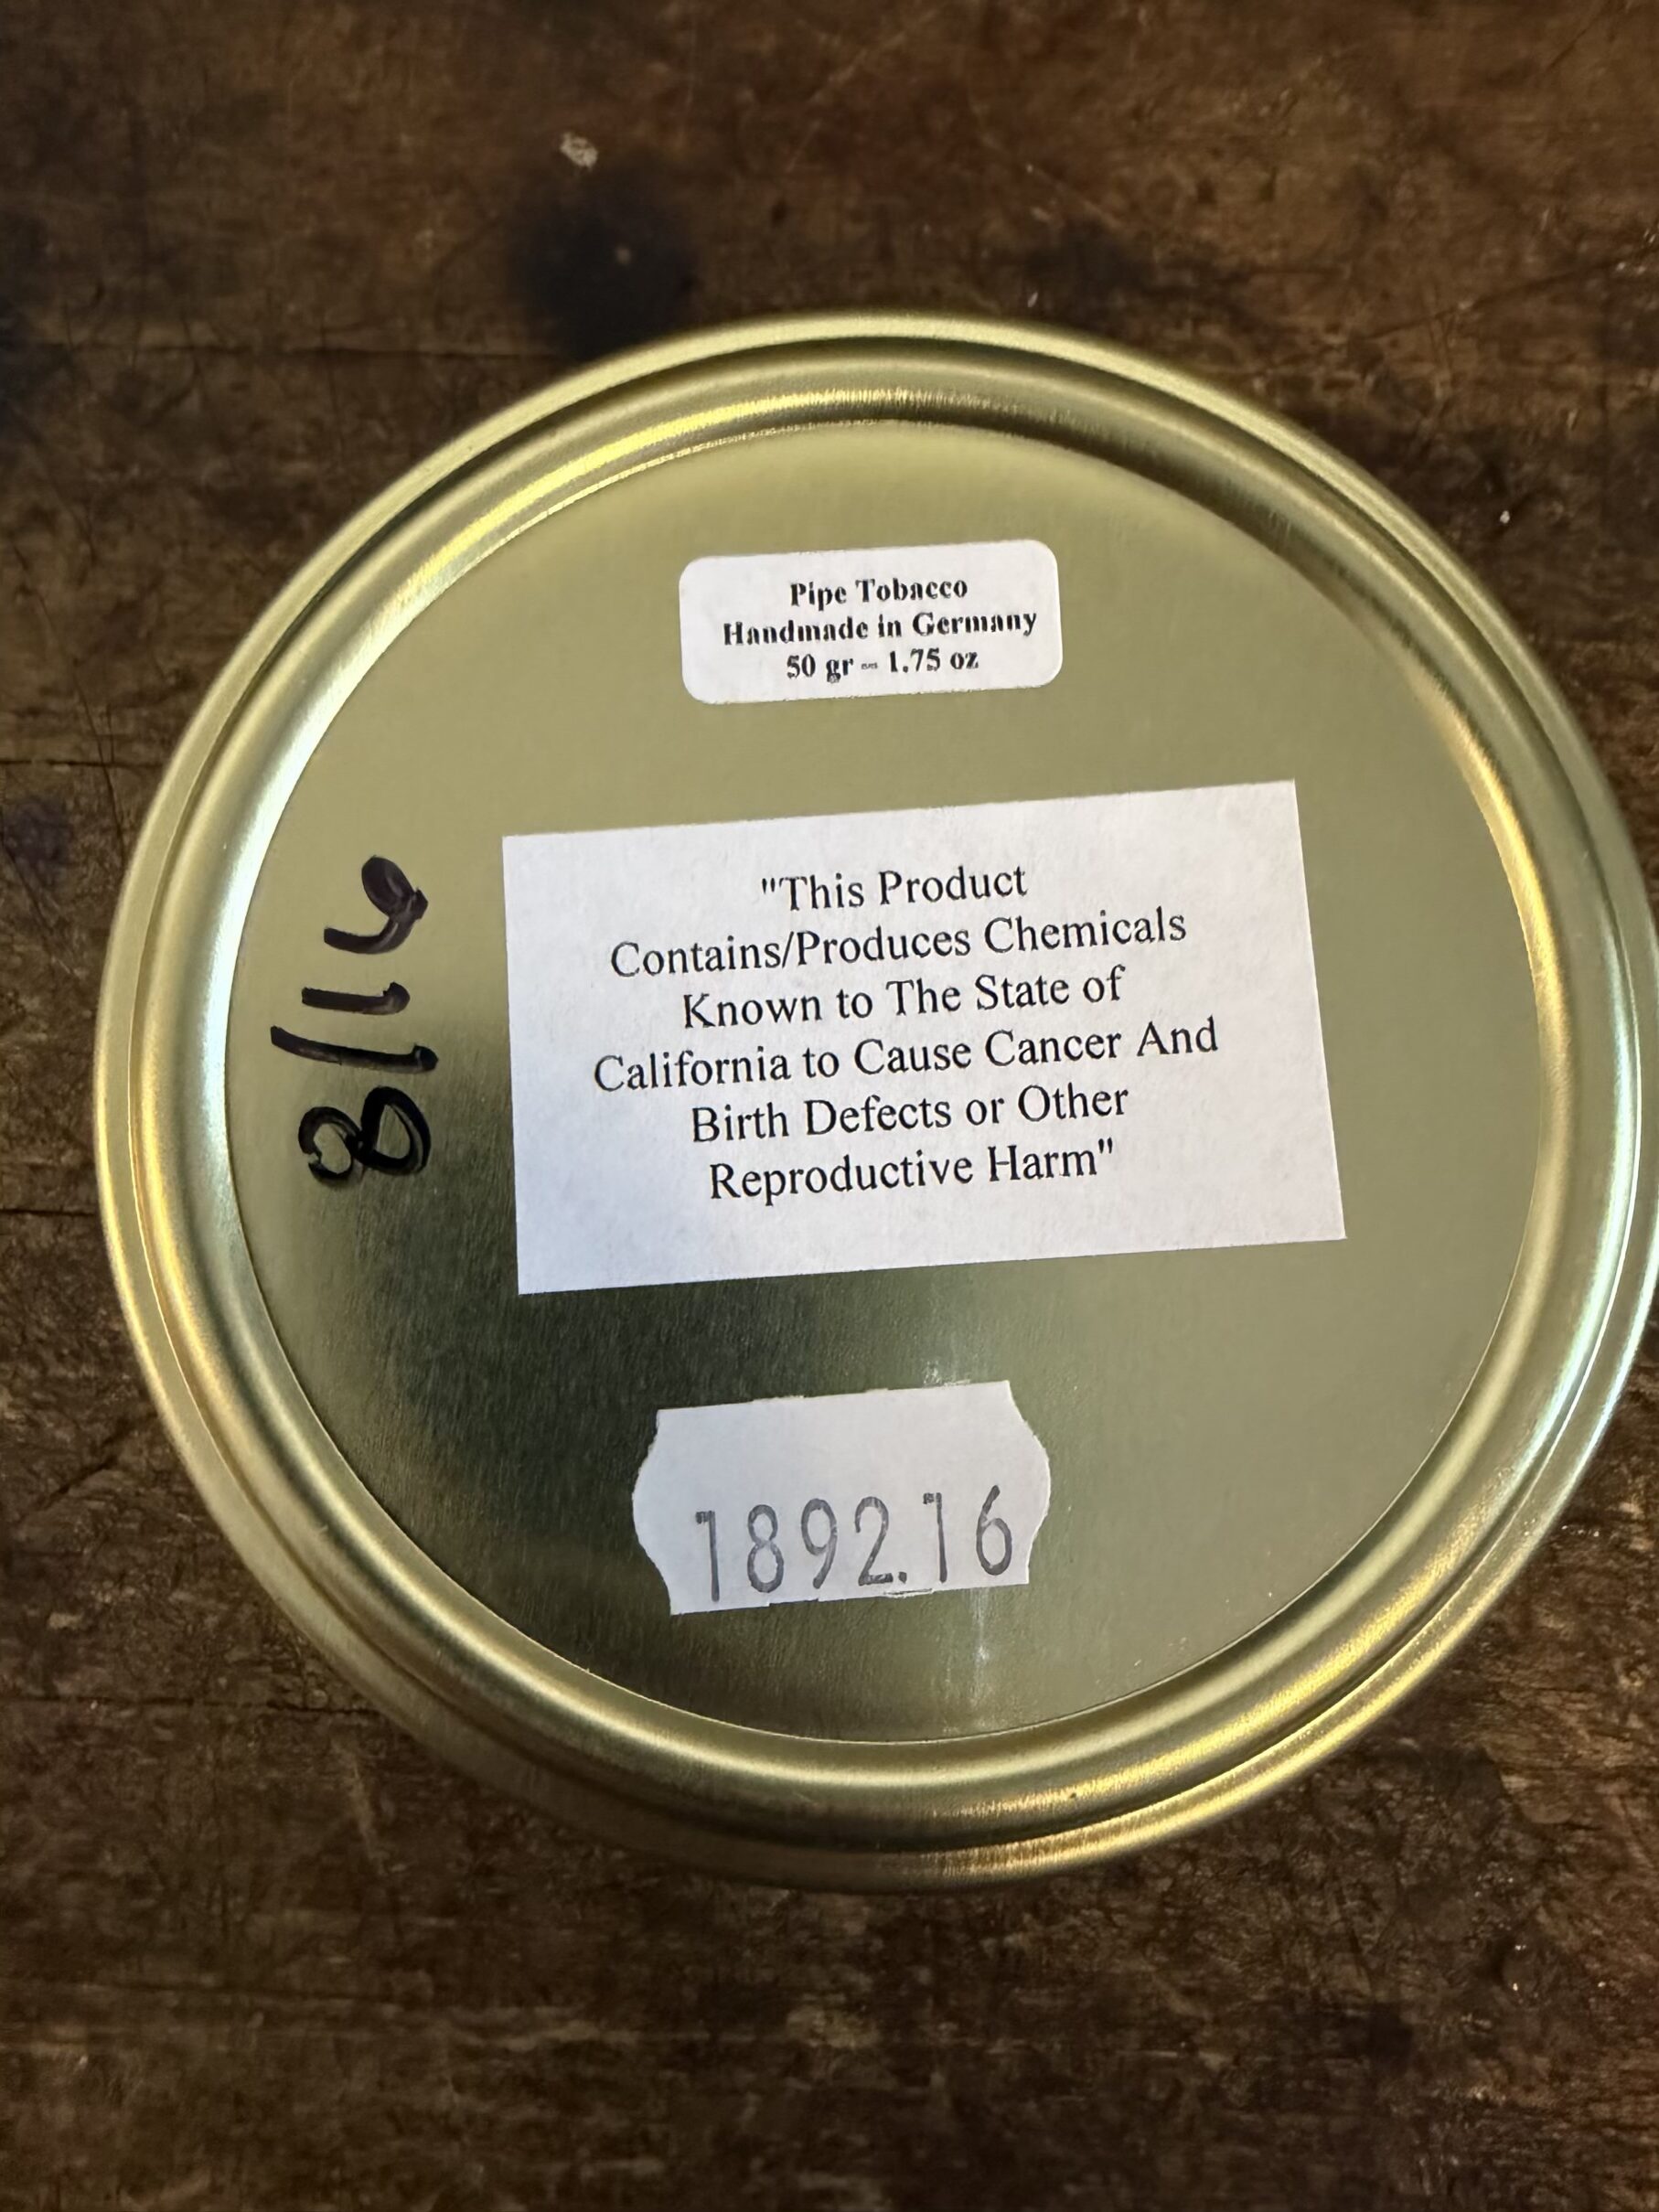 Pipe Tobacco
Handmade in Germany
50 gr – 1.75 oz
"This Product
Contains/Produces Chemicals
Known to The State of
California to Cause Cancer And
Birth Defects or Other
Reproductive Harm"
8/16
1892.16